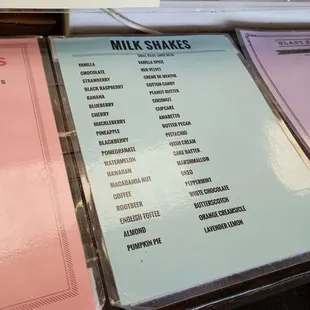 MILK SHAKES
VANILLA
CHOCOLATE
STRAWBERRY
BLACK RASPBERRY
BANANA
BLUEBERRY
CHERRY
HUCKLEBERRY
PINEAPPLE
BLACKBERRY
POMEGRANATE
WATERMELON
HAWAIIAN
MACADAMIA NUT
COFFEE
ROOTBEER
ENGLISH TOFFEE
ALMOND
PUMPKIN PIE
VANILLA SPICE
RED VELVET
CREME DE MENTHE
COTTON CANDY
PEANUT BUTTER
COCONUT
CUPCAKE
AMARETTO
BUTTER PECAN
PISTACHIO
IRISH CREAM
CAKE BATTER
MARSHMALLOW
OREO
PEPPERMINT
WHITE CHOCOLATE
BUTTERSCOTCH
ORANGE CREAMSICLE
LAVENDER LEMON